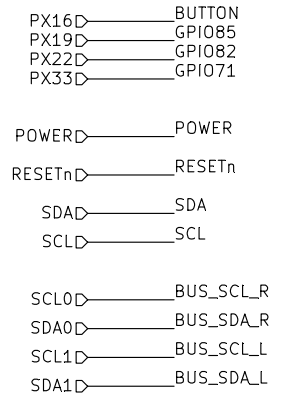 PX16 BUTTON
PX19 GPIO85
PX22 GPIO82
PX33 GPIO71
POWER POWER
RESETn RESETn
SDA SDA
SCL SCL
SCL0 BUS_SCL_R
SDA0 BUS_SDA_R
SCL1 BUS_SCL_L
SDA1 BUS_SDA_L